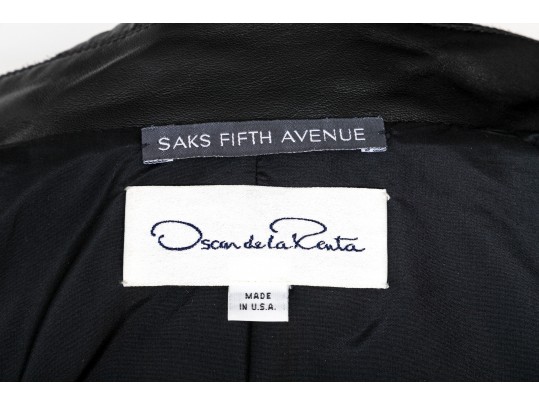 SAKS FIFTH AVENUE
Oscar de la Renta
MADE
IN U.S.A.